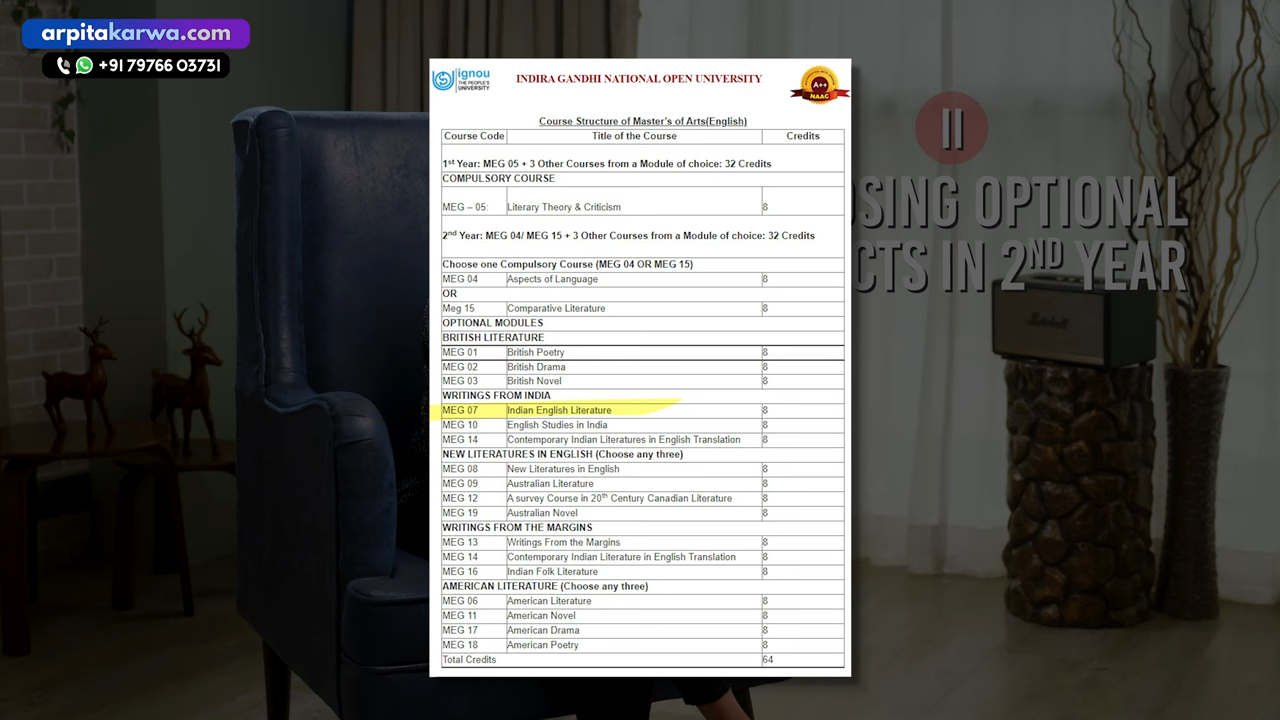 arpitakarwa.com
+91 79766 03731
ignou
THE PEOPLE'S
UNIVERSITY
INDIRA GANDHI NATIONAL OPEN UNIVERSITY
A++
NAAC
Course Structure of Master's of Arts(English)
Course Code Title of the Course Credits
1st Year: MEG 05 + 3 Other Courses from a Module of choice: 32 Credits
COMPULSORY COURSE
MEG – 05: Literary Theory & Criticism 8
2nd Year: MEG 04/ MEG 15 + 3 Other Courses from a Module of choice: 32 Credits
Choose one Compulsory Course (MEG 04 OR MEG 15)
MEG 04 Aspects of Language 8
OR
Meg 15 Comparative Literature 8
OPTIONAL MODULES
BRITISH LITERATURE
MEG 01 British Poetry 8
MEG 02 British Drama 8
MEG 03 British Novel 8
WRITINGS FROM INDIA
MEG 07 Indian English Literature 8
MEG 10 English Studies in India 8
MEG 14 Contemporary Indian Literatures in English Translation 8
NEW LITERATURES IN ENGLISH (Choose any three)
MEG 08 New Literatures in English 8
MEG 09 Australian Literature 8
MEG 12 A survey Course in 20th Century Canadian Literature 8
MEG 19 Australian Novel 8
WRITINGS FROM THE MARGINS
MEG 13 Writings From the Margins 8
MEG 14 Contemporary Indian Literature in English Translation 8
MEG 16 Indian Folk Literature 8
AMERICAN LITERATURE (Choose any three)
MEG 06 American Literature 8
MEG 11 American Novel 8
MEG 17 American Drama 8
MEG 18 American Poetry 8
Total Credits 64
II
OSING OPTIONAL
CTS IN 2ND YEAR
Marshall